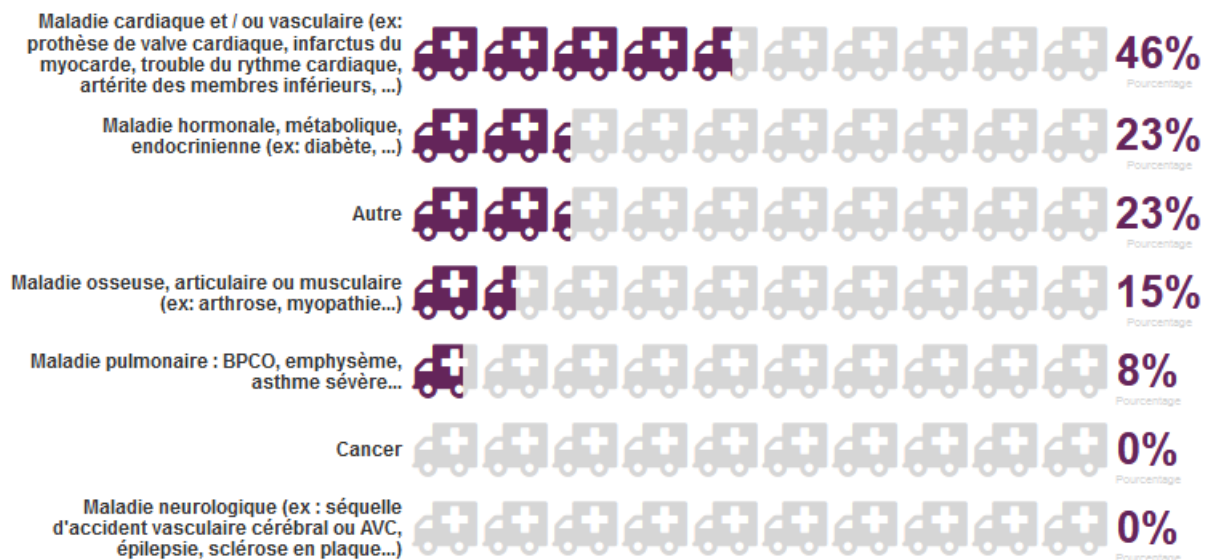 Maladie cardiaque et / ou vasculaire (ex:
prothèse de valve cardiaque, infarctus du
myocarde, trouble du rythme cardiaque,
artérite des membres inférieurs, ...)
46%
Pourcentage
Maladie hormonale, métabolique,
endocrinienne (ex: diabète, ...)
23%
Pourcentage
Autre
23%
Pourcentage
Maladie osseuse, articulaire ou musculaire
(ex: arthrose, myopathie...)
15%
Pourcentage
Maladie pulmonaire : BPCO, emphysème,
asthme sévère...
8%
Pourcentage
Cancer
0%
Pourcentage
Maladie neurologique (ex : séquelle
d'accident vasculaire cérébral ou AVC,
épilepsie, sclérose en plaque...)
0%
Pourcentage